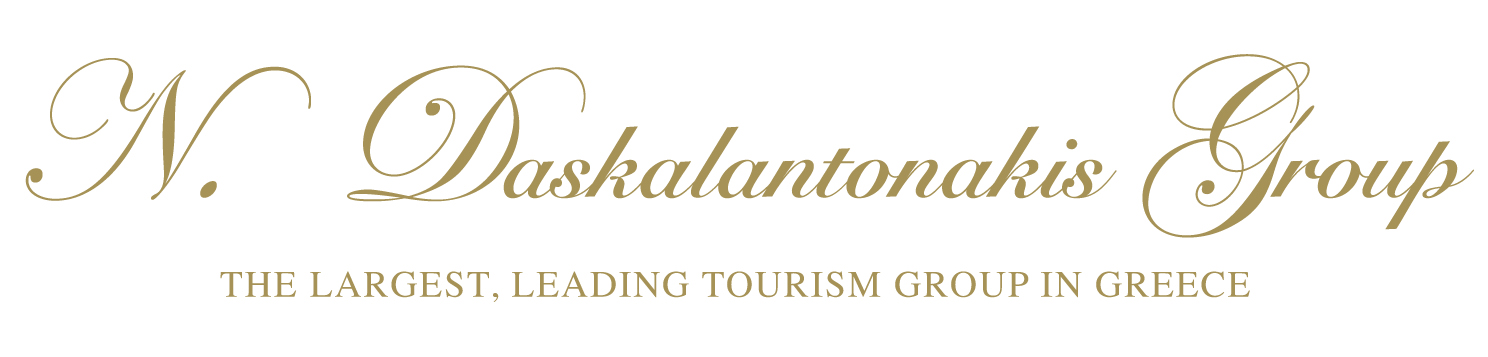 N. Daskalantonakis Group
THE LARGEST, LEADING TOURISM GROUP IN GREECE